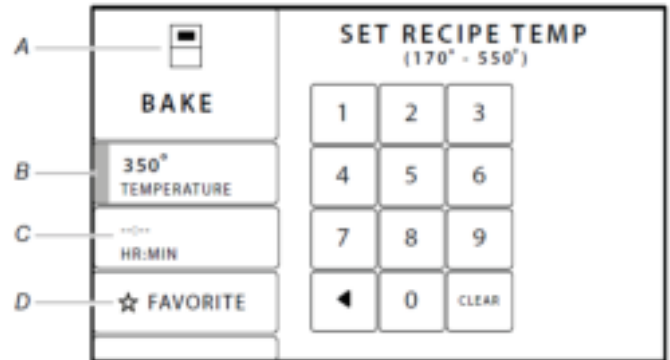 SET RECIPE TEMP
(170° - 550°)
A
BAKE
1 2 3
B
350°
TEMPERATURE
4 5 6
C
--:--
HR:MIN
7 8 9
D
☆ FAVORITE
◀ 0 CLEAR